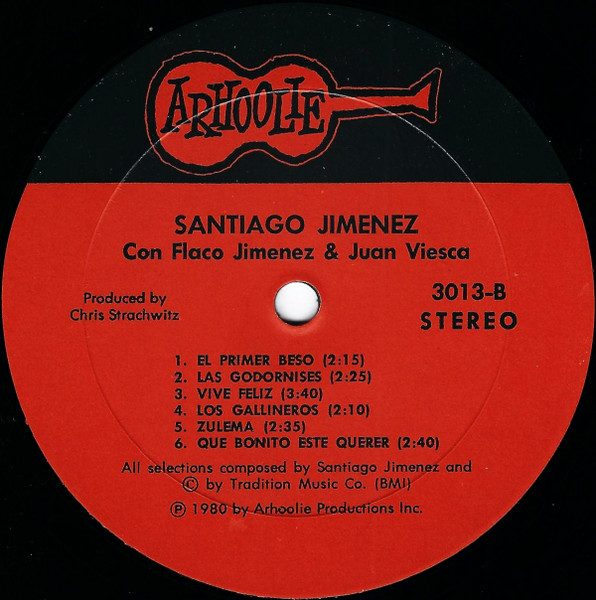 ARHOOLIE
SANTIAGO JIMENEZ
Con Flaco Jimenez & Juan Viesca
Produced by
Chris Strachwitz
3013-B
STEREO
1. EL PRIMER BESO (2:15)
2. LAS GODORNISES (2:25)
3. VIVE FELIZ (3:40)
4. LOS GALLINEROS (2:10)
5. ZULEMA (2:35)
6. QUE BONITO ESTE QUERER (2:40)
All selections composed by Santiago Jimenez and
© by Tradition Music Co. (BMI)
℗ 1980 by Arhoolie Productions Inc.